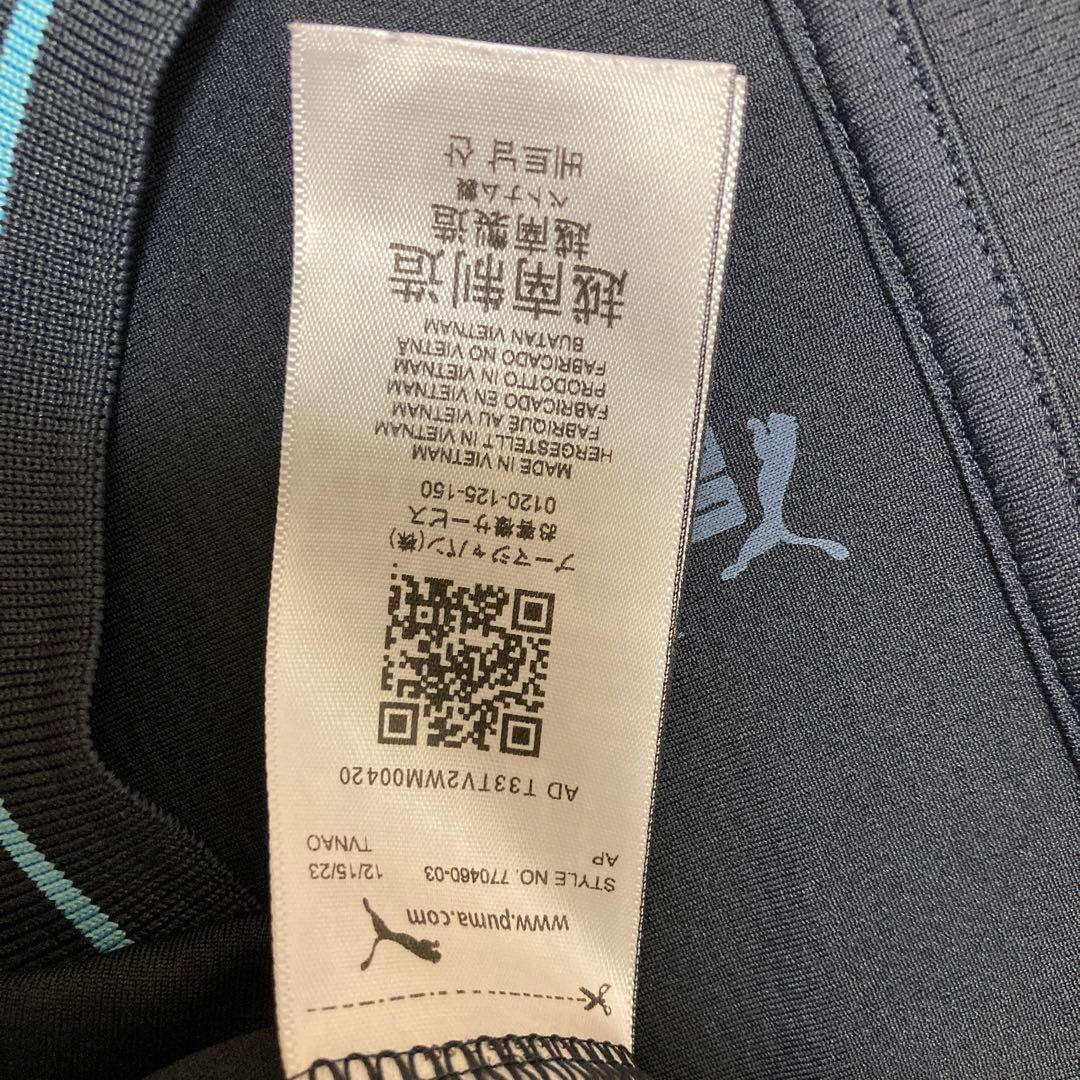 www.puma.com
STYLE NO. 770460-03 12/15/23
AP TVNAO
AD T33TV2WM00420
プーマジャパン(株)
お客様サービス
0120-125-150
MADE IN VIETNAM
HERGESTELLT IN VIETNAM
FABRIQUÉ AU VIETNAM
FABRICADO EN VIETNAM
PRODOTTO IN VIETNAM
FABRICADO NO VIETNÃ
BUATAN VIETNAM
越南制造
越南製造
ベトナム製
베트남 산